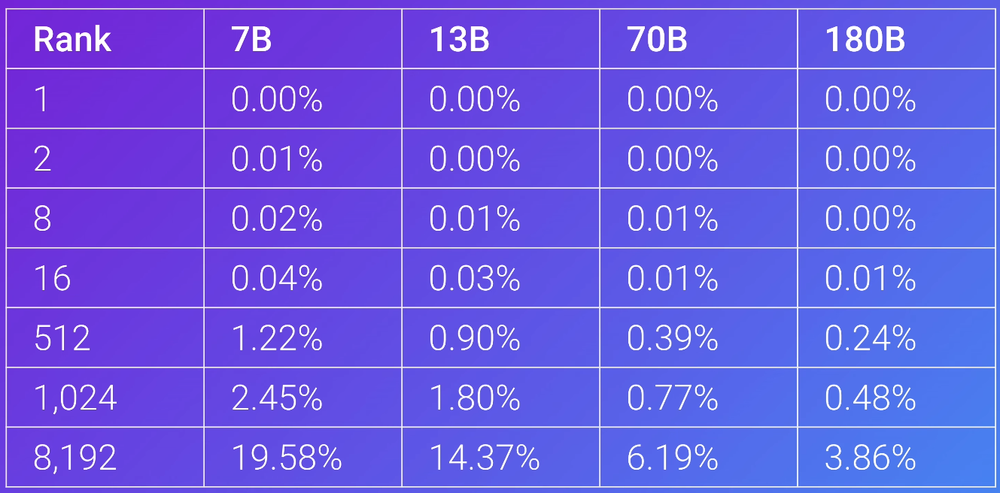 Rank 7B 13B 70B 180B
1 0.00% 0.00% 0.00% 0.00%
2 0.01% 0.00% 0.00% 0.00%
8 0.02% 0.01% 0.01% 0.00%
16 0.04% 0.03% 0.01% 0.01%
512 1.22% 0.90% 0.39% 0.24%
1,024 2.45% 1.80% 0.77% 0.48%
8,192 19.58% 14.37% 6.19% 3.86%